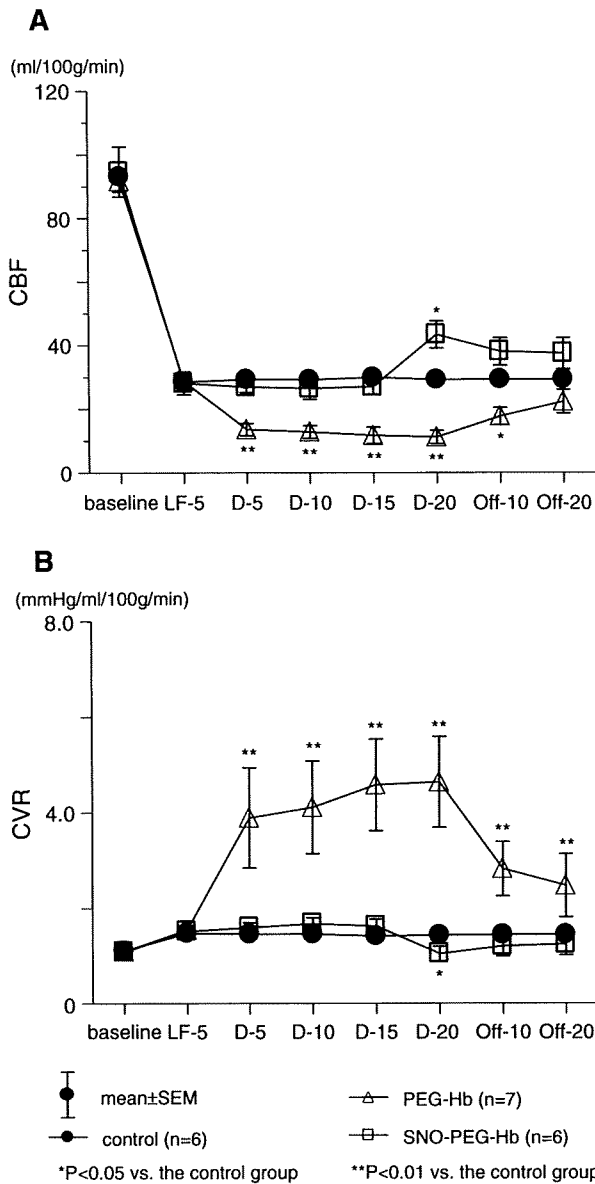 A
(ml/100g/min)
120
80
CBF
40
0
*
** ** ** ** *
baseline LF-5 D-5 D-10 D-15 D-20 Off-10 Off-20
B
(mmHg/ml/100g/min)
8.0
** ** ** **
CVR
4.0
** **
*
0
baseline LF-5 D-5 D-10 D-15 D-20 Off-10 Off-20
mean±SEM
PEG-Hb (n=7)
control (n=6)
SNO-PEG-Hb (n=6)
*P<0.05 vs. the control group
**P<0.01 vs. the control group